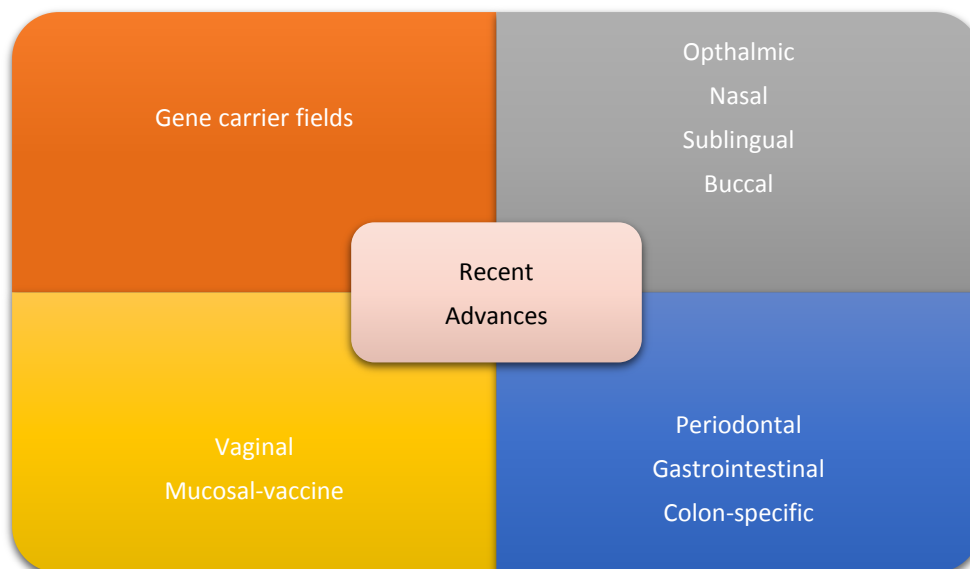 Gene carrier fields
Opthalmic
Nasal
Sublingual
Buccal
Recent
Advances
Vaginal
Mucosal-vaccine
Periodontal
Gastrointestinal
Colon-specific